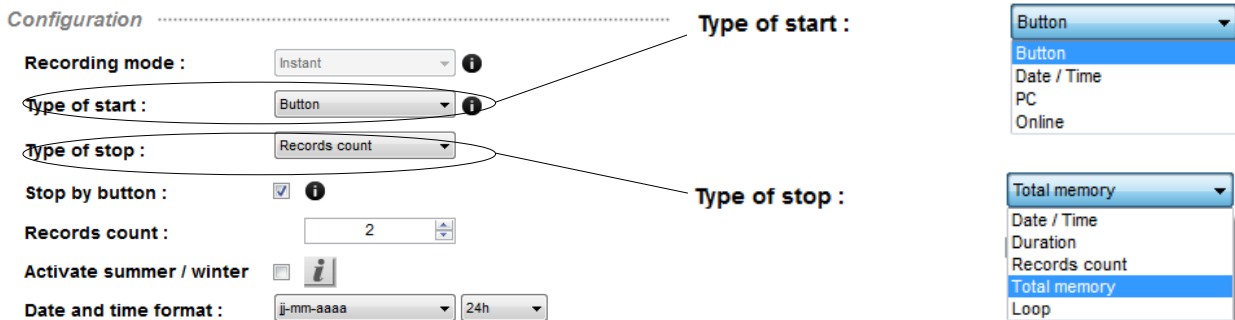 Configuration
Recording mode : Instant
Type of start : Button
Type of stop : Records count
Stop by button :
Records count : 2
Activate summer / winter
Date and time format : jj-mm-aaaa 24h
Type of start : Button
Button
Date / Time
PC
Online
Type of stop : Total memory
Date / Time
Duration
Records count
Total memory
Loop